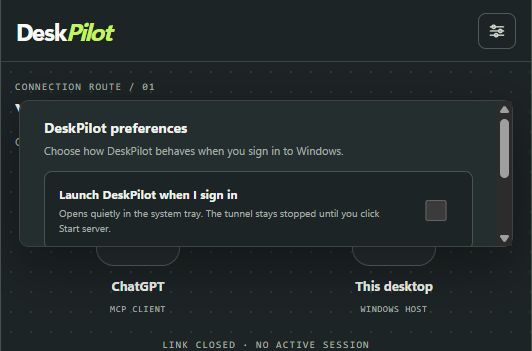 DeskPilot
CONNECTION ROUTE / 01
DeskPilot preferences
Choose how DeskPilot behaves when you sign in to Windows.
Launch DeskPilot when I sign in
Opens quietly in the system tray. The tunnel stays stopped until you click
Start server.
ChatGPT
This desktop
MCP CLIENT
WINDOWS HOST
LINK CLOSED · NO ACTIVE SESSION